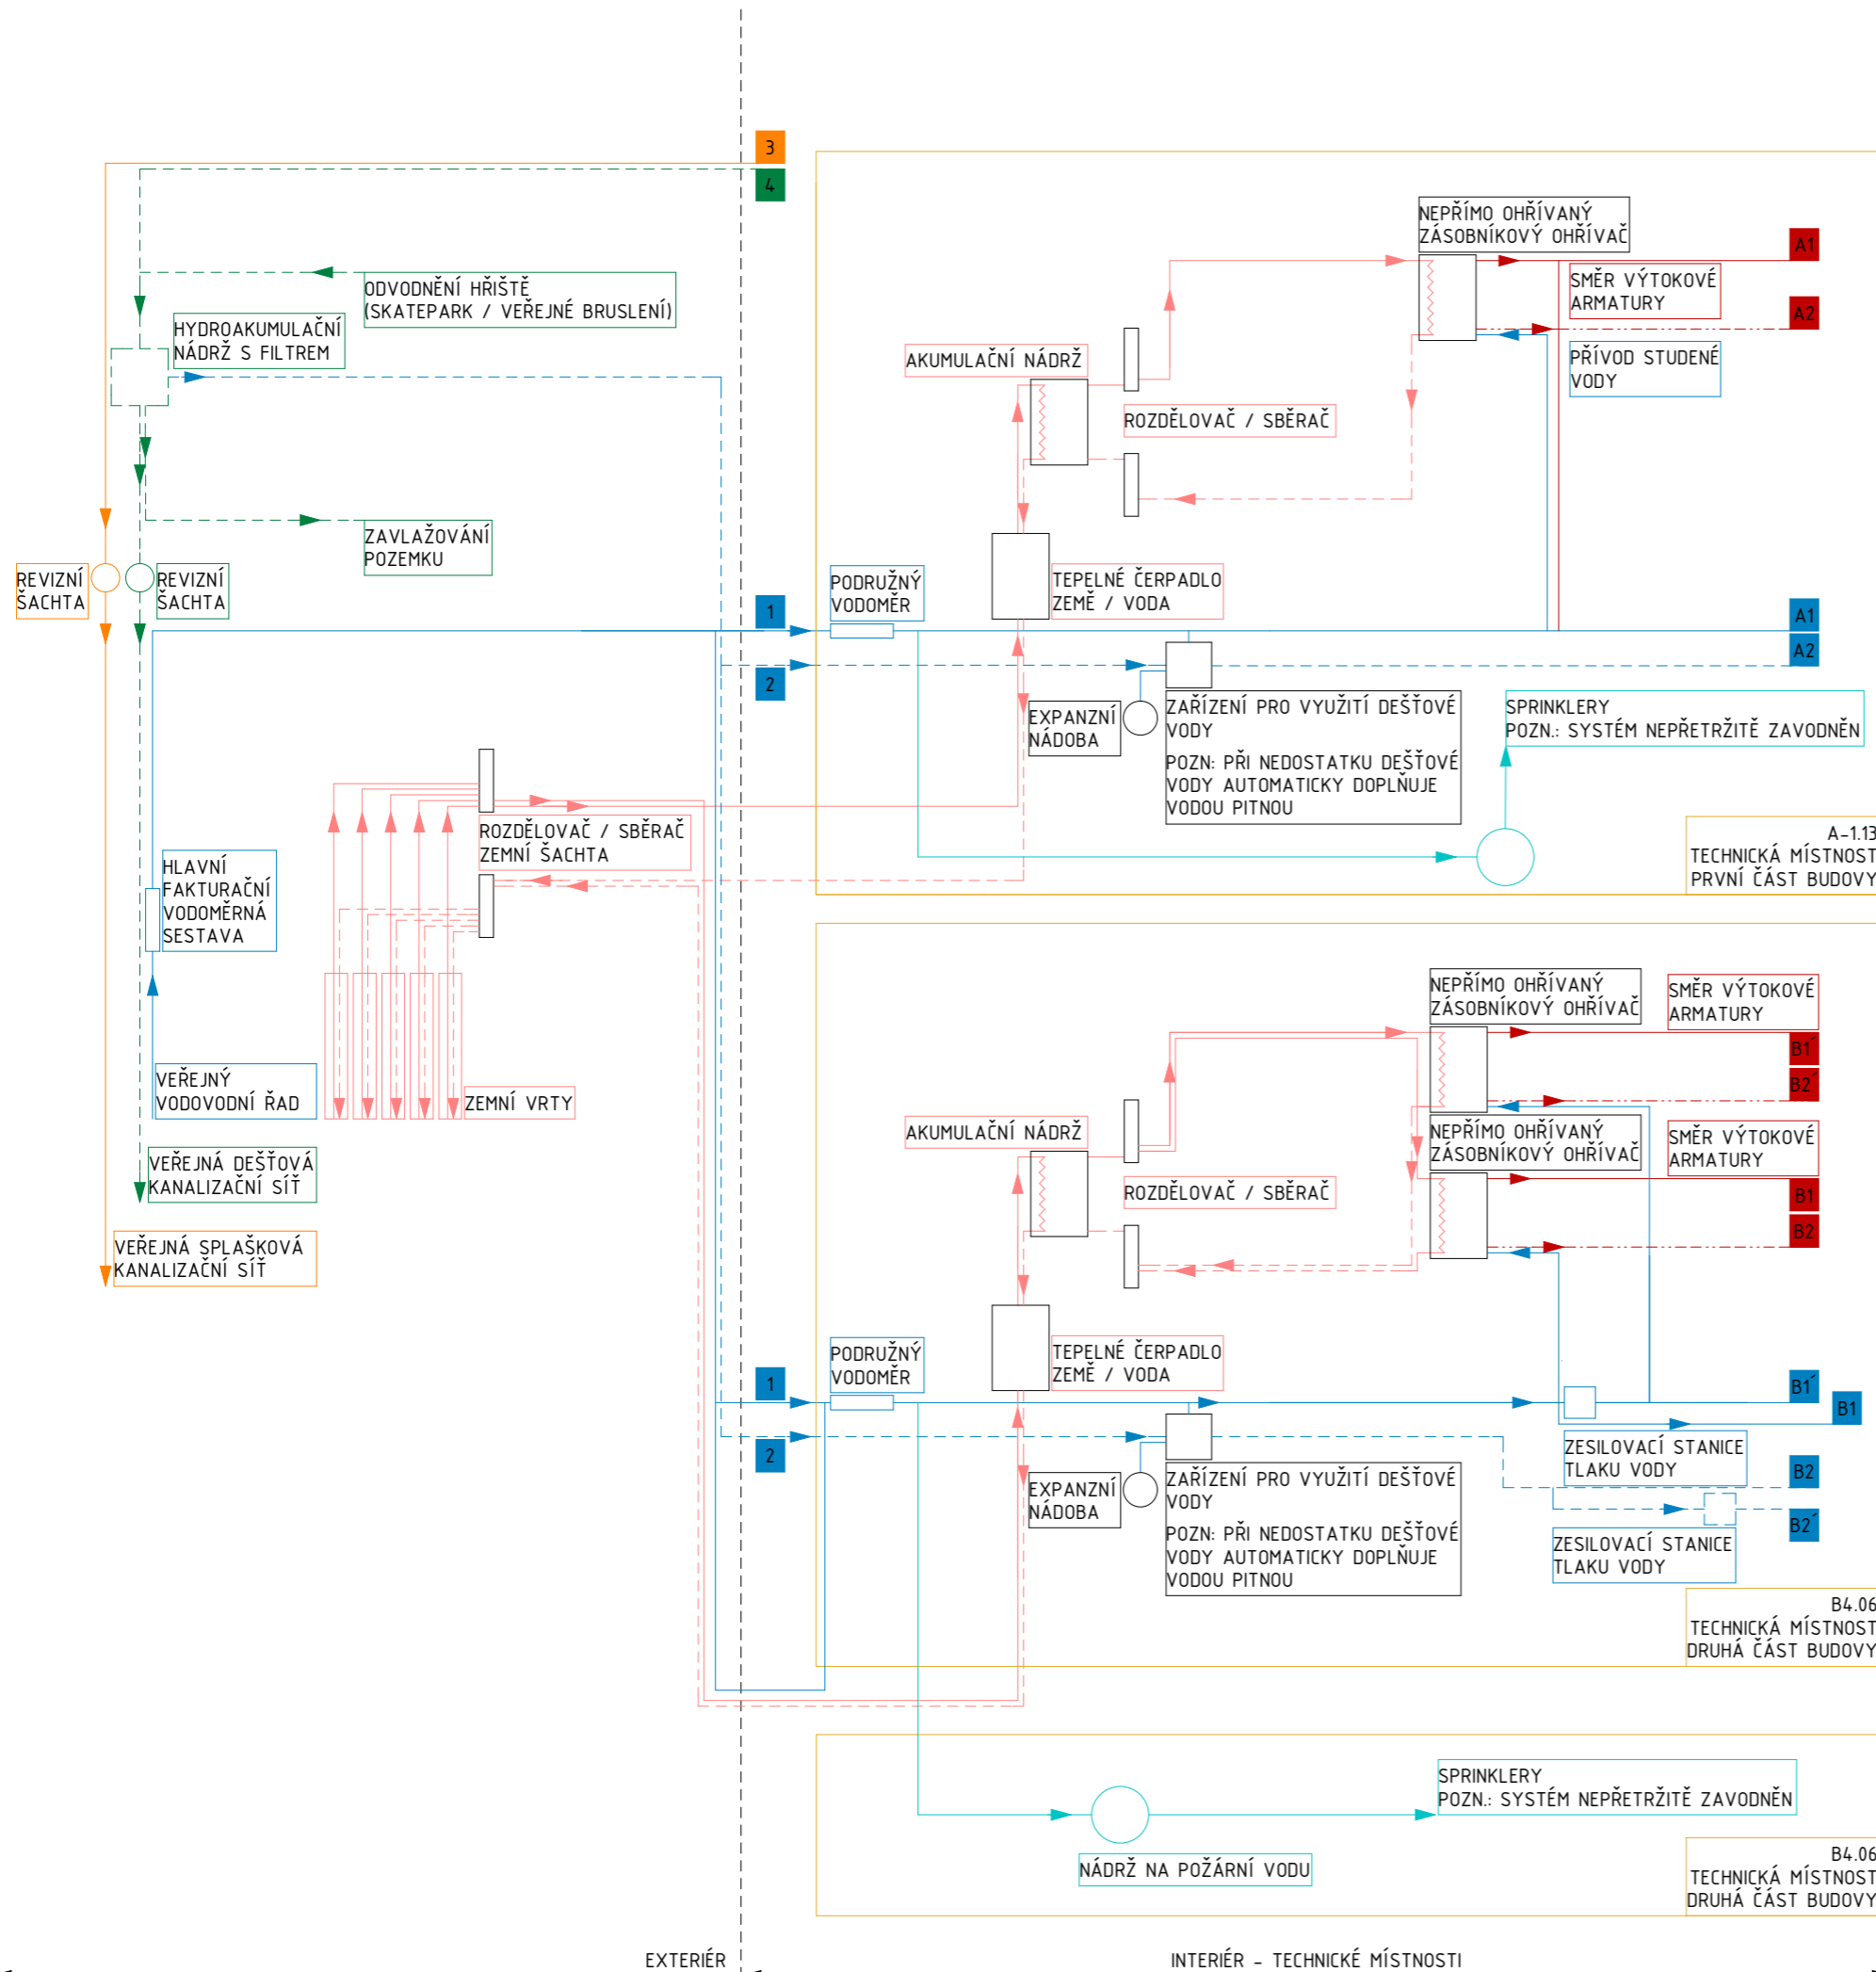 3
4
NEPŘÍMO OHŘÍVANÝ
ZÁSOBNÍKOVÝ OHŘÍVAČ
A1
SMĚR VÝTOKOVÉ
ARMATURY
A2
ODVODNĚNÍ HŘIŠTĚ
(SKATEPARK / VEŘEJNÉ BRUSLENÍ)
HYDROAKUMULAČNÍ
NÁDRŽ S FILTREM
PŘÍVOD STUDENÉ
VODY
AKUMULAČNÍ NÁDRŽ
ROZDĚLOVAČ / SBĚRAČ
ZAVLAŽOVÁNÍ
POZEMKU
REVIZNÍ
ŠACHTA
REVIZNÍ
ŠACHTA
PODRUŽNÝ
VODOMĚR
TEPELNÉ ČERPADLO
ZEMĚ / VODA
1
A1
A2
2
EXPANZNÍ
NÁDOBA
ZAŘÍZENÍ PRO VYUŽITÍ DEŠŤOVÉ
VODY
POZN: PŘI NEDOSTATKU DEŠŤOVÉ
VODY AUTOMATICKY DOPLŇUJE
VODOU PITNOU
SPRINKLERY
POZN.: SYSTÉM NEPŘETRŽITĚ ZAVODNĚN
ROZDĚLOVAČ / SBĚRAČ
ZEMNÍ ŠACHTA
A-1.13
TECHNICKÁ MÍSTNOST
PRVNÍ ČÁST BUDOVY
HLAVNÍ
FAKTURAČNÍ
VODOMĚRNÁ
SESTAVA
VEŘEJNÝ
VODOVODNÍ ŘAD
ZEMNÍ VRTY
VEŘEJNÁ DEŠŤOVÁ
KANALIZAČNÍ SÍŤ
VEŘEJNÁ SPLAŠKOVÁ
KANALIZAČNÍ SÍŤ
NEPŘÍMO OHŘÍVANÝ
ZÁSOBNÍKOVÝ OHŘÍVAČ
SMĚR VÝTOKOVÉ
ARMATURY
B1´
B2´
AKUMULAČNÍ NÁDRŽ
NEPŘÍMO OHŘÍVANÝ
ZÁSOBNÍKOVÝ OHŘÍVAČ
SMĚR VÝTOKOVÉ
ARMATURY
ROZDĚLOVAČ / SBĚRAČ
B1
B2
PODRUŽNÝ
VODOMĚR
TEPELNÉ ČERPADLO
ZEMĚ / VODA
1
B1´
B1
2
ZESILOVACÍ STANICE
TLAKU VODY
EXPANZNÍ
NÁDOBA
ZAŘÍZENÍ PRO VYUŽITÍ DEŠŤOVÉ
VODY
POZN: PŘI NEDOSTATKU DEŠŤOVÉ
VODY AUTOMATICKY DOPLŇUJE
VODOU PITNOU
B2
B2´
ZESILOVACÍ STANICE
TLAKU VODY
B4.06
TECHNICKÁ MÍSTNOST
DRUHÁ ČÁST BUDOVY
SPRINKLERY
POZN.: SYSTÉM NEPŘETRŽITĚ ZAVODNĚN
NÁDRŽ NA POŽÁRNÍ VODU
B4.06
TECHNICKÁ MÍSTNOST
DRUHÁ ČÁST BUDOVY
EXTERIÉR
INTERIÉR - TECHNICKÉ MÍSTNOSTI